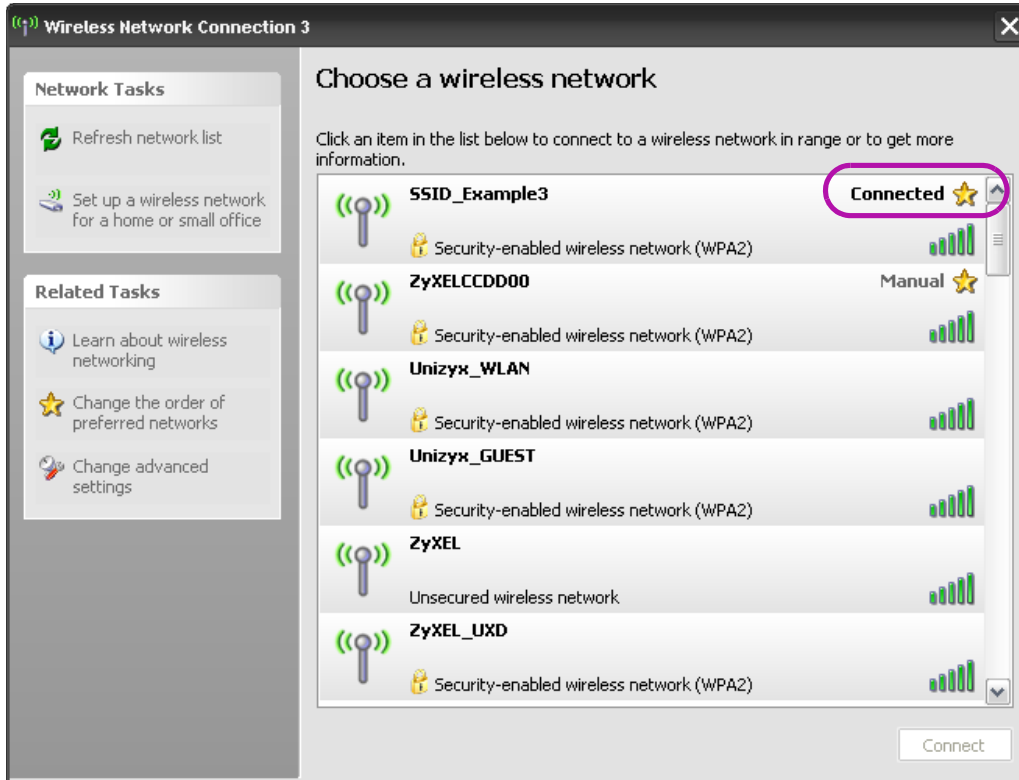 Wireless Network Connection 3
Network Tasks
Refresh network list
Set up a wireless network
for a home or small office
Related Tasks
Learn about wireless
networking
Change the order of
preferred networks
Change advanced
settings
Choose a wireless network
Click an item in the list below to connect to a wireless network in range or to get more
information.
SSID_Example3 Connected
Security-enabled wireless network (WPA2)
ZyXELCCDD00 Manual
Security-enabled wireless network (WPA2)
Unizyx_WLAN
Security-enabled wireless network (WPA2)
Unizyx_GUEST
Security-enabled wireless network (WPA2)
ZyXEL
Unsecured wireless network
ZyXEL_UXD
Security-enabled wireless network (WPA2)
Connect